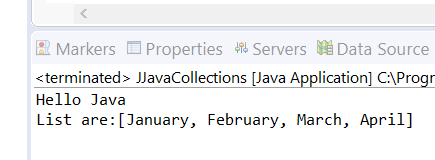 Markers Properties Servers Data Source
<terminated> JJavaCollections [Java Application] C:\Progr
Hello Java
List are:[January, February, March, April]